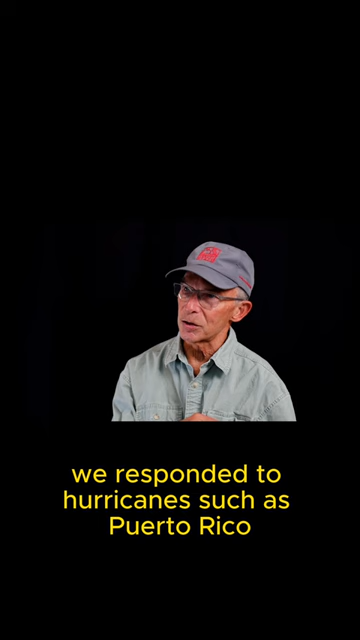 we responded to
hurricanes such as
Puerto Rico